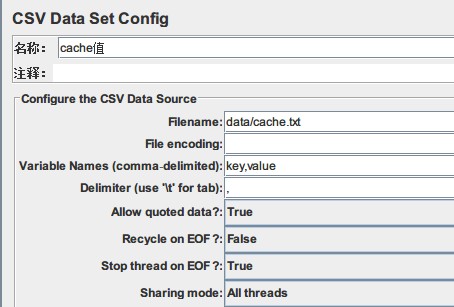 CSV Data Set Config
名称： cache值
注释：
Configure the CSV Data Source
Filename: data/cache.txt
File encoding:
Variable Names (comma-delimited): key,value
Delimiter (use '\t' for tab): ,
Allow quoted data?: True
Recycle on EOF?: False
Stop thread on EOF?: True
Sharing mode: All threads